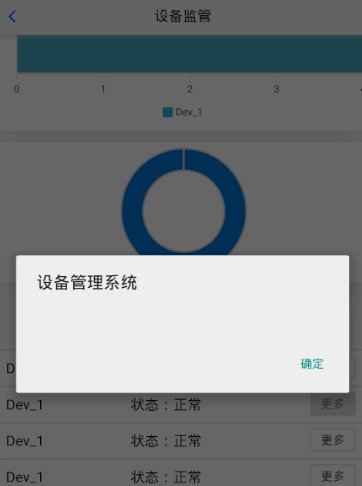 设备监管
0 1 2 3
Dev_1
设备管理系统
确定
Dev_1 状态：正常 更多
Dev_1 状态：正常 更多
Dev_1 状态：正常 更多